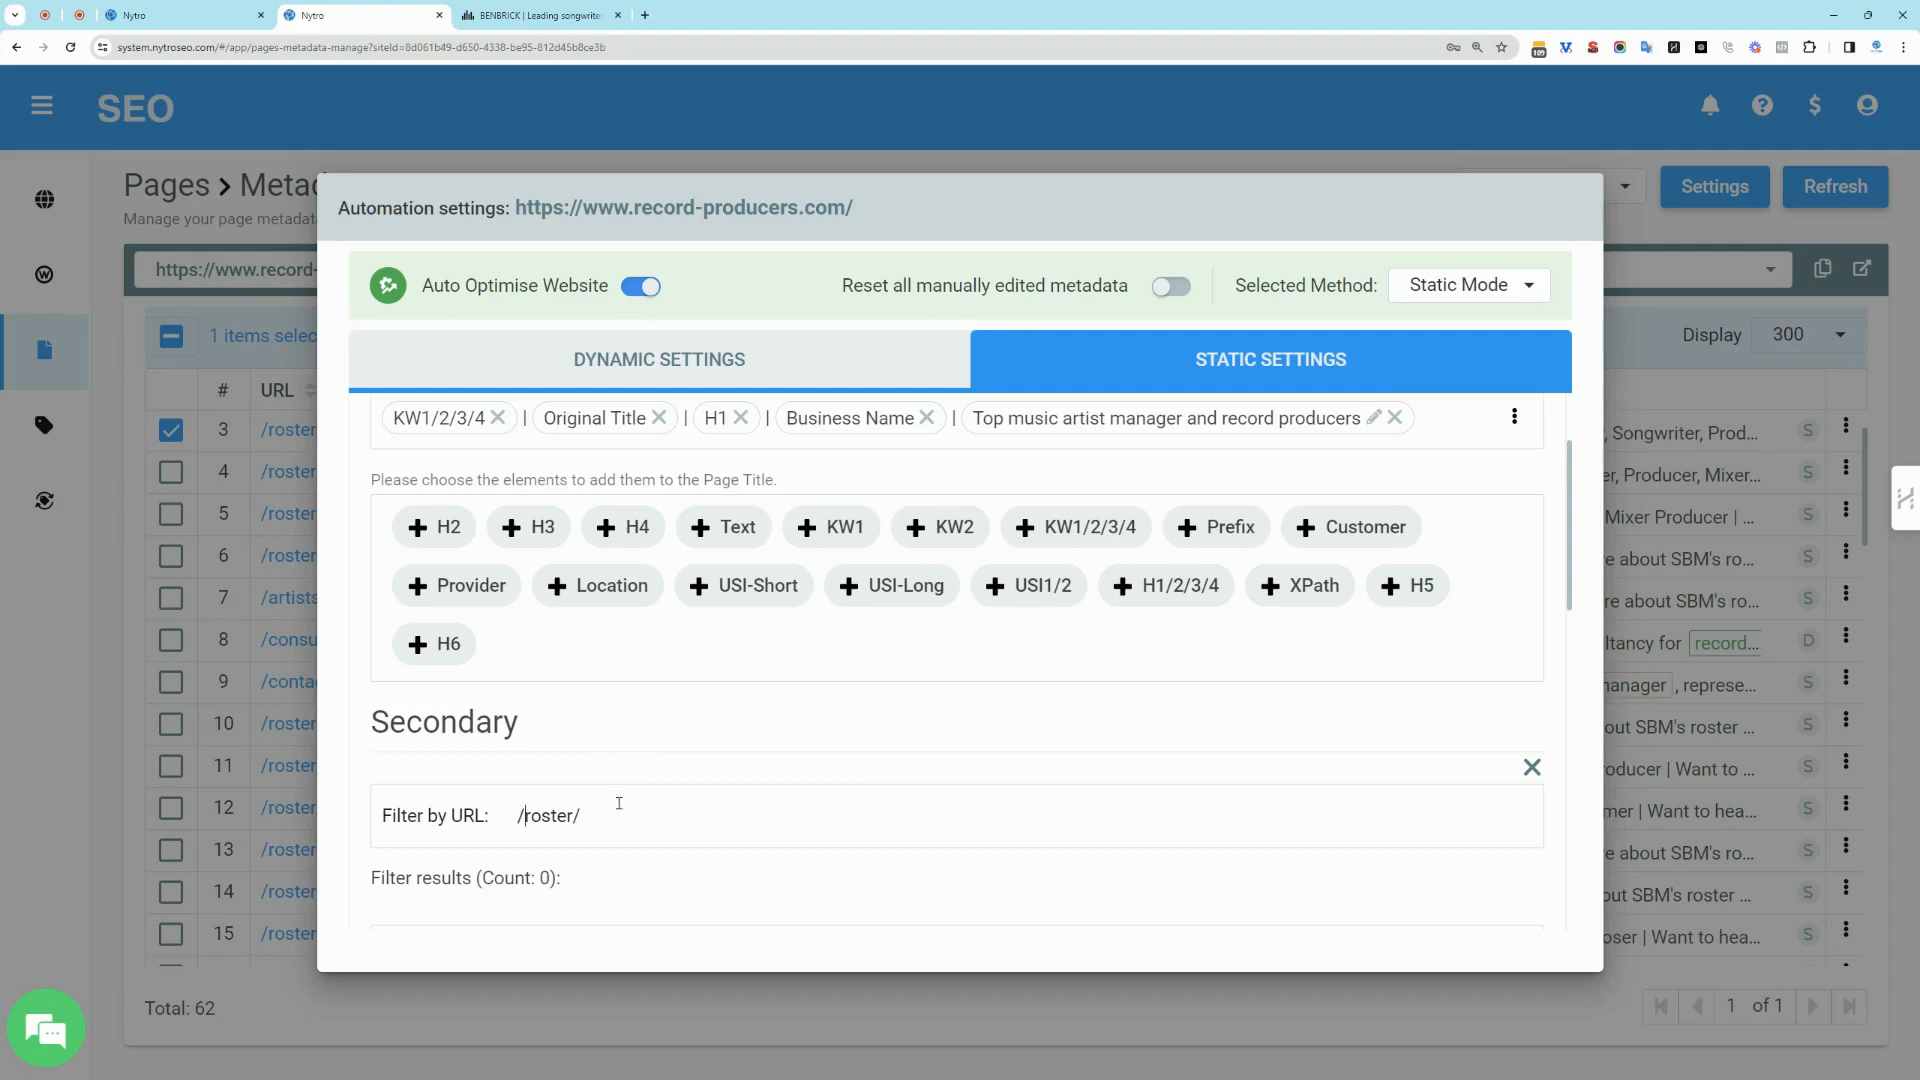 Nytro
Nytro
BENBRICK | Leading songwrite
system.nytroseo.com/#/app/pages-metadata-manage?siteId=8d061b49-d650-4338-be95-812d45b8ce3b
109
SEO
Pages > Metad
Manage your page metadat
Settings
Refresh
Automation settings: https://www.record-producers.com/
https://www.record-
Auto Optimise Website
Reset all manually edited metadata
Selected Method:
Static Mode
1 items selec
Display
300
DYNAMIC SETTINGS
STATIC SETTINGS
# URL
KW1/2/3/4 | Original Title | H1 | Business Name | Top music artist manager and record producers
3 /roster
, Songwriter, Prod... S
4 /roster
er, Producer, Mixer... S
Please choose the elements to add them to the Page Title.
5 /roster
Mixer Producer | ... S
H2 H3 H4 Text KW1 KW2 KW1/2/3/4 Prefix Customer
6 /roster
re about SBM's ro... S
Provider Location USI-Short USI-Long USI1/2 H1/2/3/4 XPath H5
7 /artists
re about SBM's ro... S
8 /consu
ltancy for record... D
H6
9 /conta
nanager , represe... S
10 /roster
out SBM's roster ... S
Secondary
11 /roster
oducer | Want to ... S
12 /roster
mer | Want to hea... S
Filter by URL: /roster/
13 /roster
e about SBM's ro... S
Filter results (Count: 0):
14 /roster
out SBM's roster ... S
15 /roster
oser | Want to hea... S
Total: 62
1 of 1